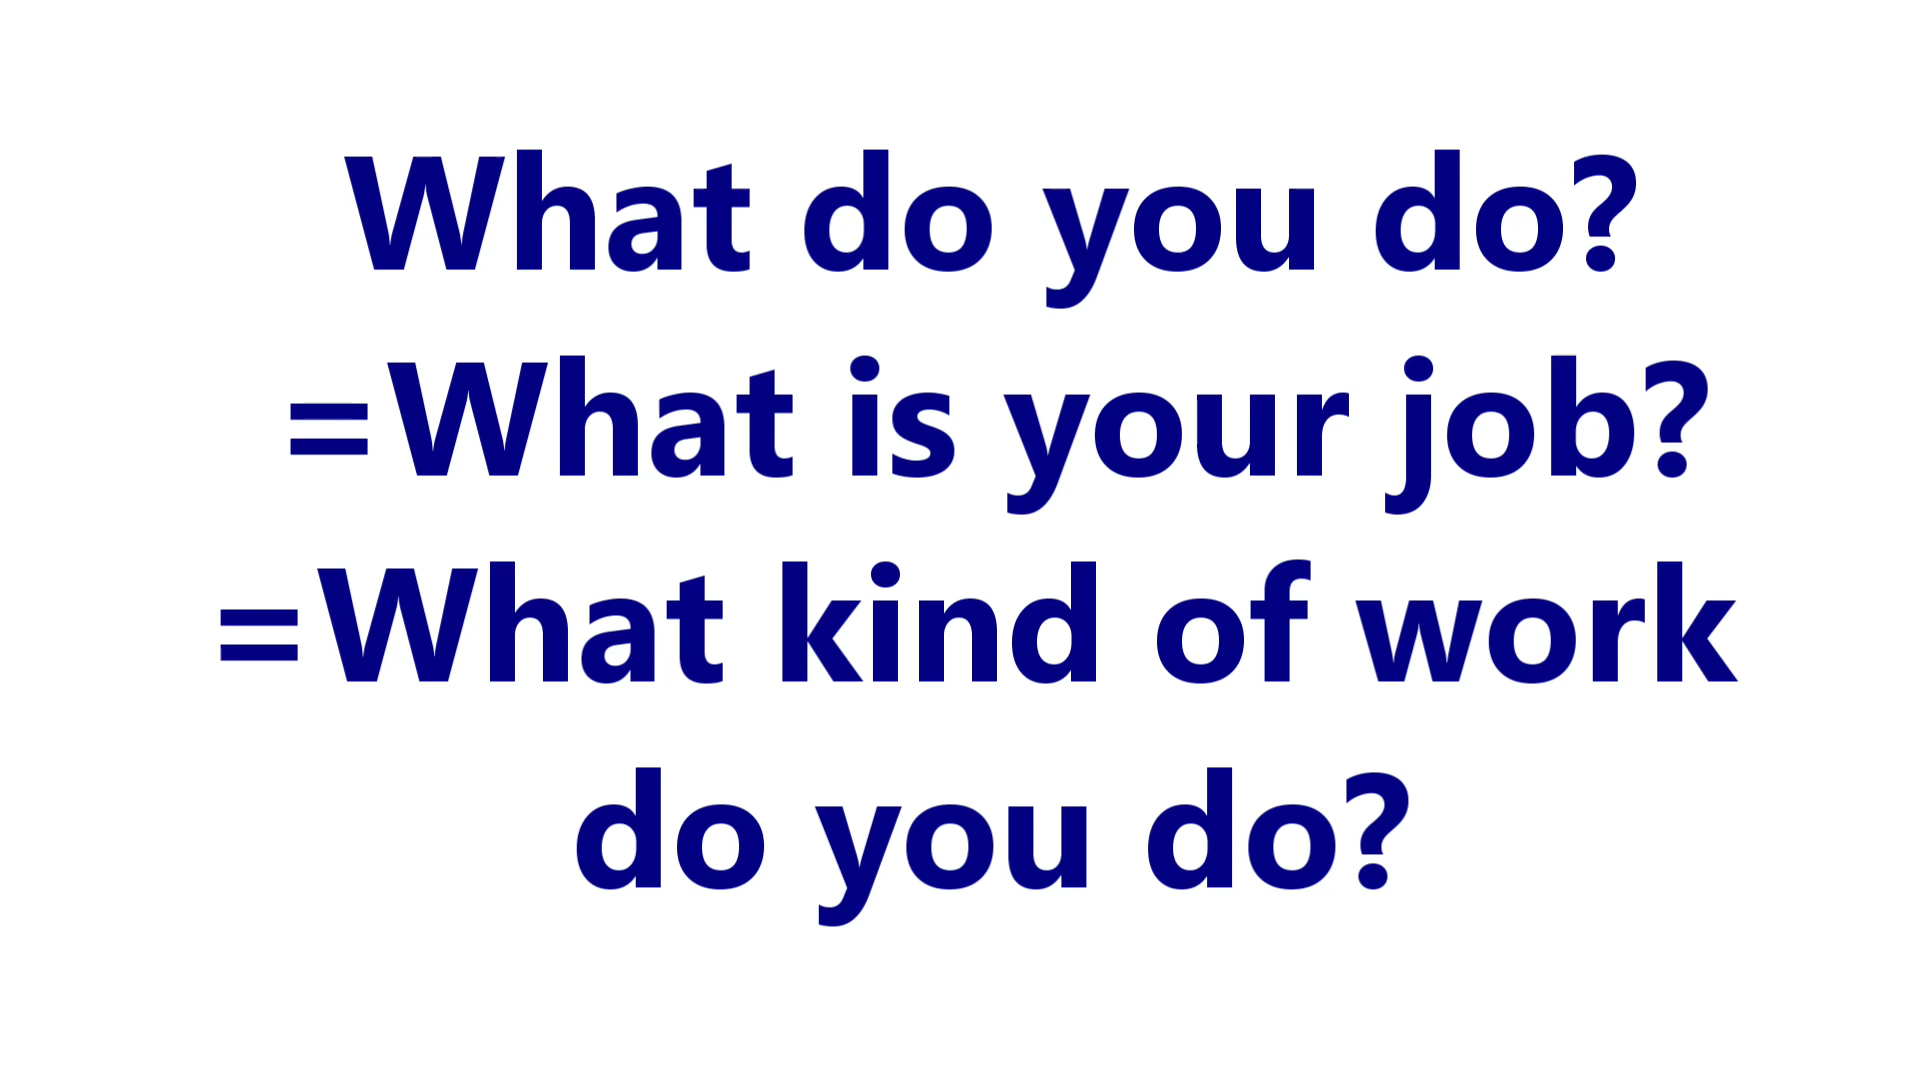 What do you do?
=What is your job?
=What kind of work
do you do?